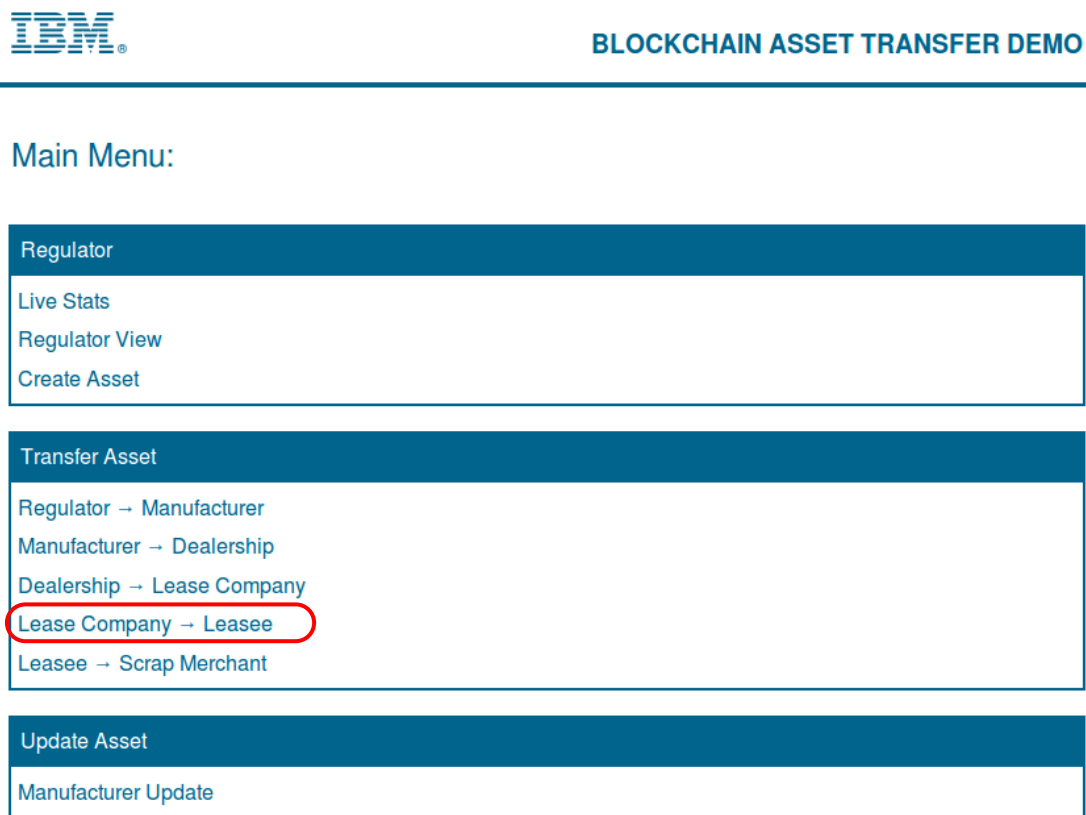 IBM®
BLOCKCHAIN ASSET TRANSFER DEMO
Main Menu:
Regulator
Live Stats
Regulator View
Create Asset
Transfer Asset
Regulator → Manufacturer
Manufacturer → Dealership
Dealership → Lease Company
Lease Company → Leasee
Leasee → Scrap Merchant
Update Asset
Manufacturer Update